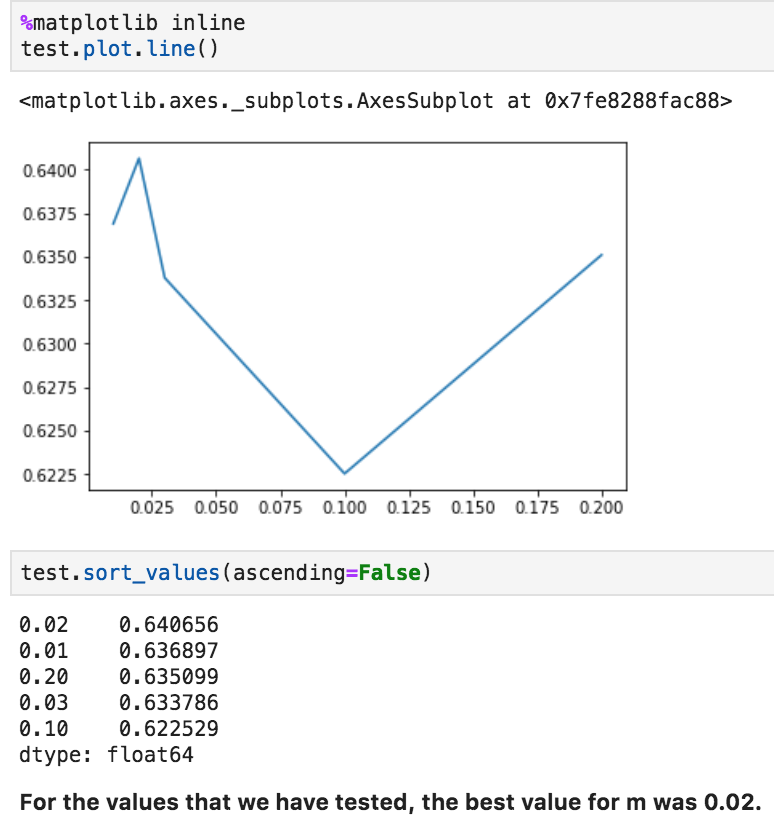 %matplotlib inline
test.plot.line()
<matplotlib.axes._subplots.AxesSubplot at 0x7fe8288fac88>
0.6400
0.6375
0.6350
0.6325
0.6300
0.6275
0.6250
0.6225
0.025 0.050 0.075 0.100 0.125 0.150 0.175 0.200
test.sort_values(ascending=False)
0.02 0.640656
0.01 0.636897
0.20 0.635099
0.03 0.633786
0.10 0.622529
dtype: float64
For the values that we have tested, the best value for m was 0.02.